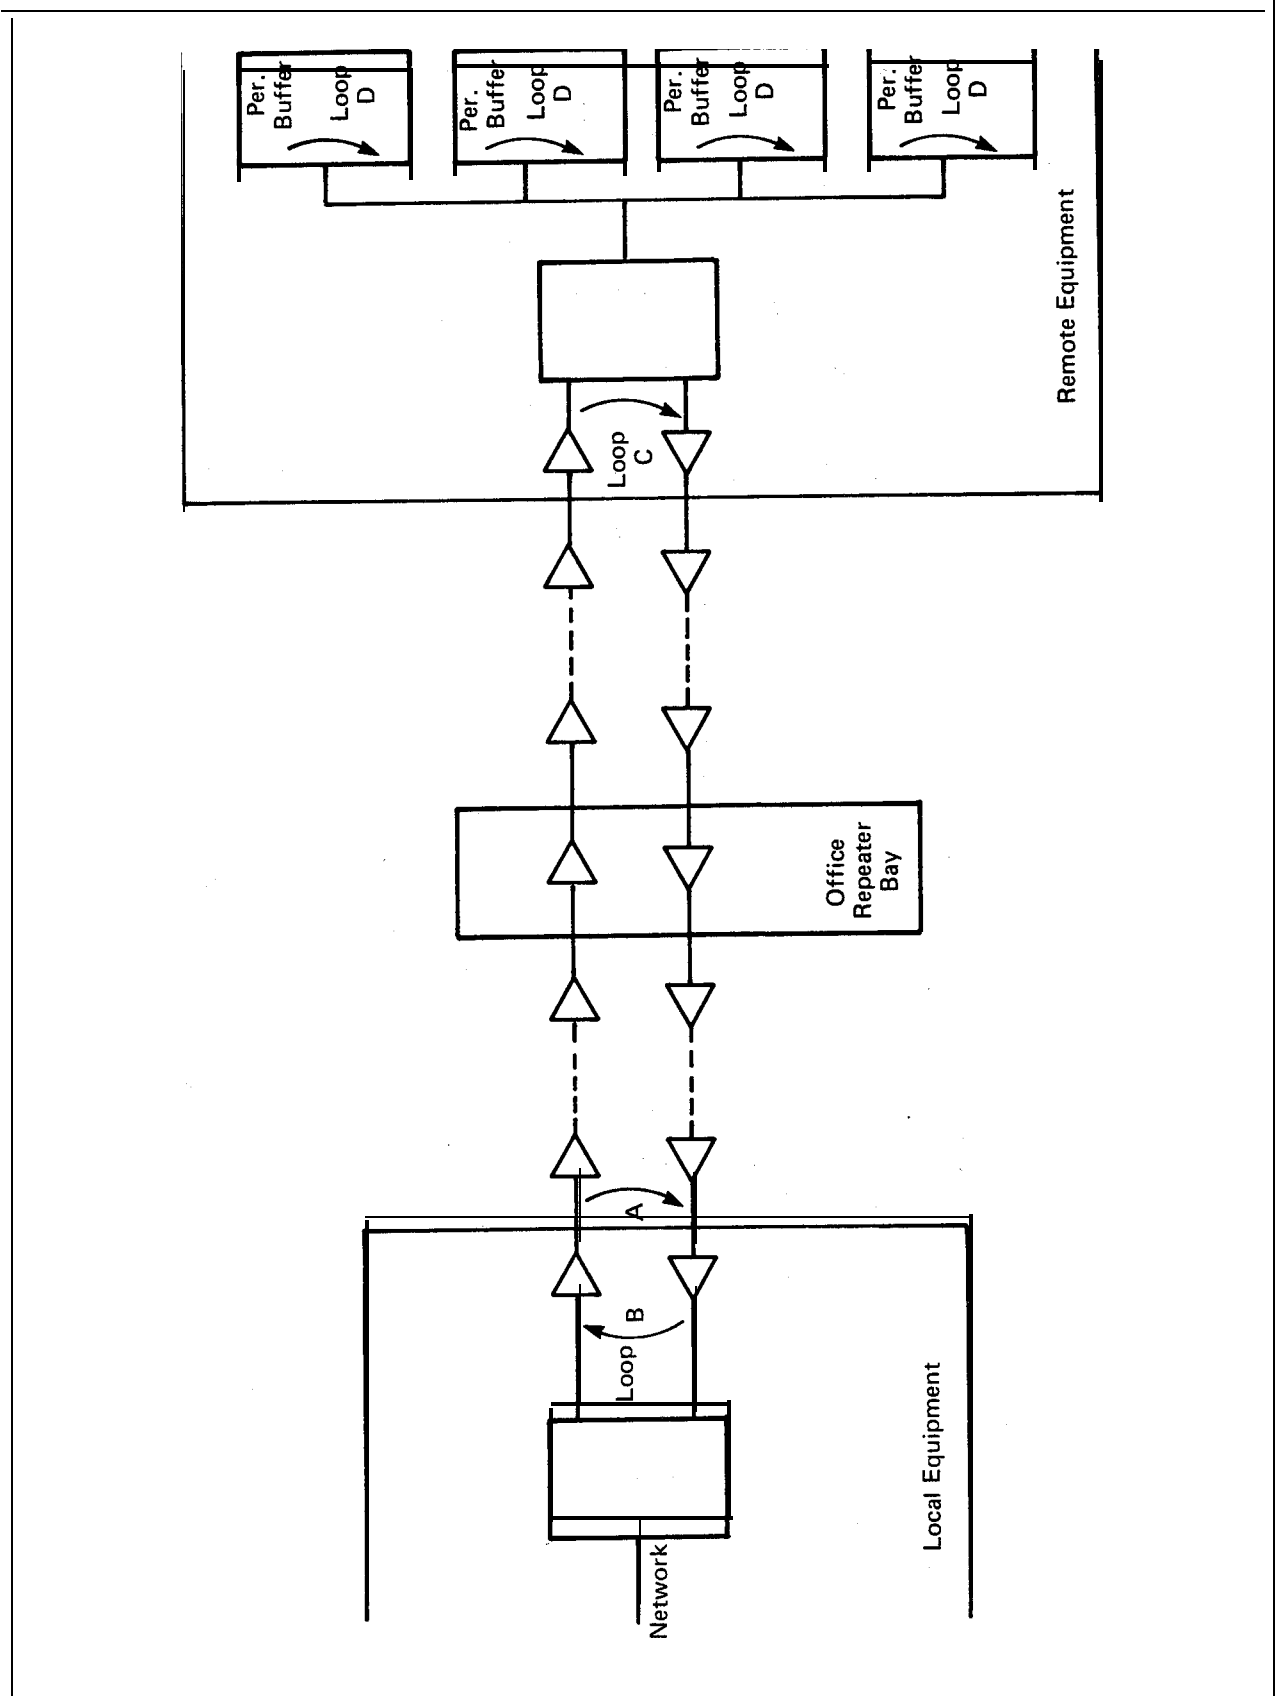 Per.
Buffer
Loop
D
Per.
Buffer
Loop
D
Per.
Buffer
Loop
D
Per.
Buffer
Loop
D
Remote Equipment
Loop
C
Office
Repeater
Bay
A
B
Loop
Local Equipment
Network